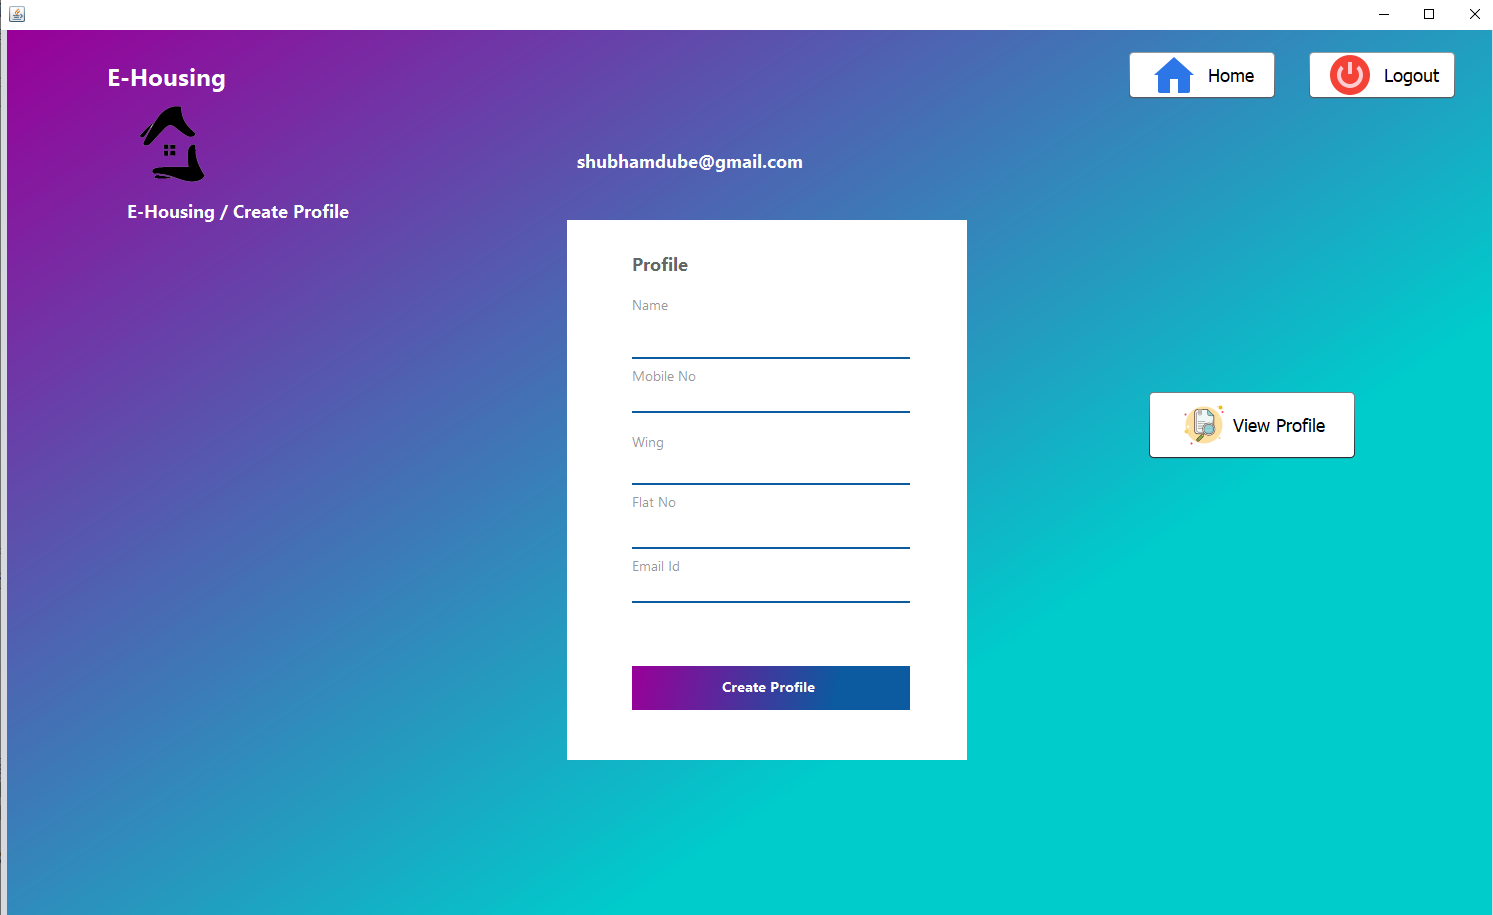 E-Housing
Home
Logout
shubhamdube@gmail.com
E-Housing / Create Profile
Profile
Name
Mobile No
Wing
Flat No
Email Id
Create Profile
View Profile